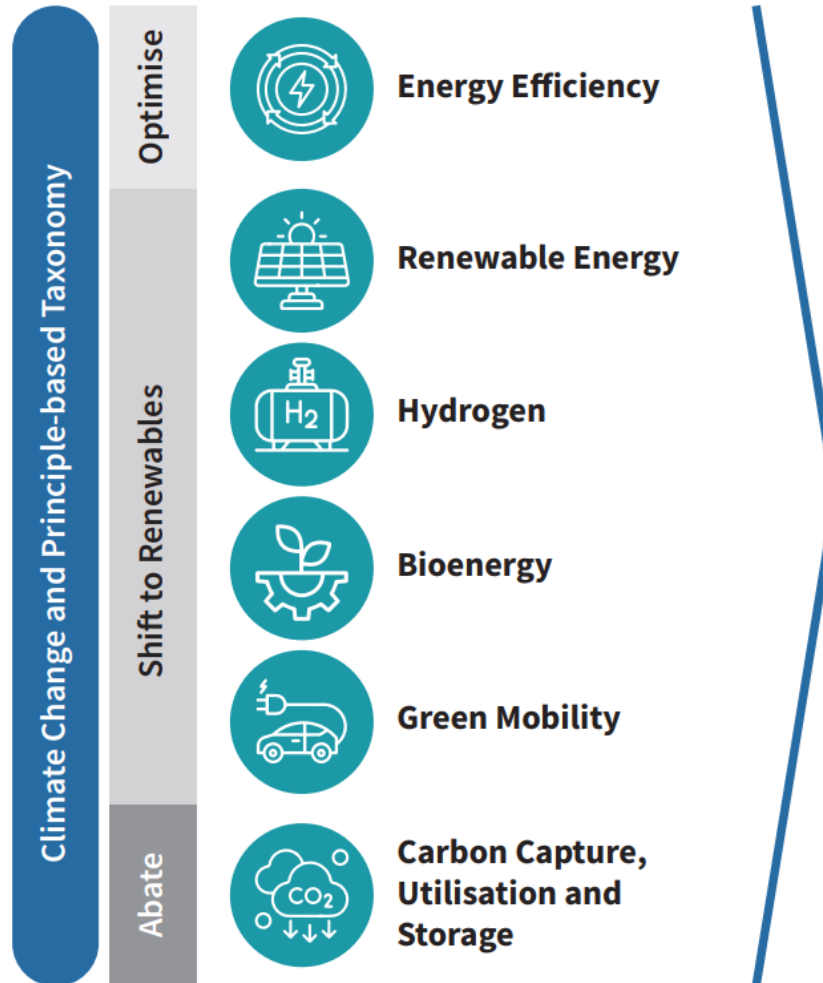 Climate Change and Principle-based Taxonomy
Optimise
Energy Efficiency
Shift to Renewables
Renewable Energy
H2
Hydrogen
Bioenergy
Green Mobility
Abate
CO2
Carbon Capture,
Utilisation and
Storage